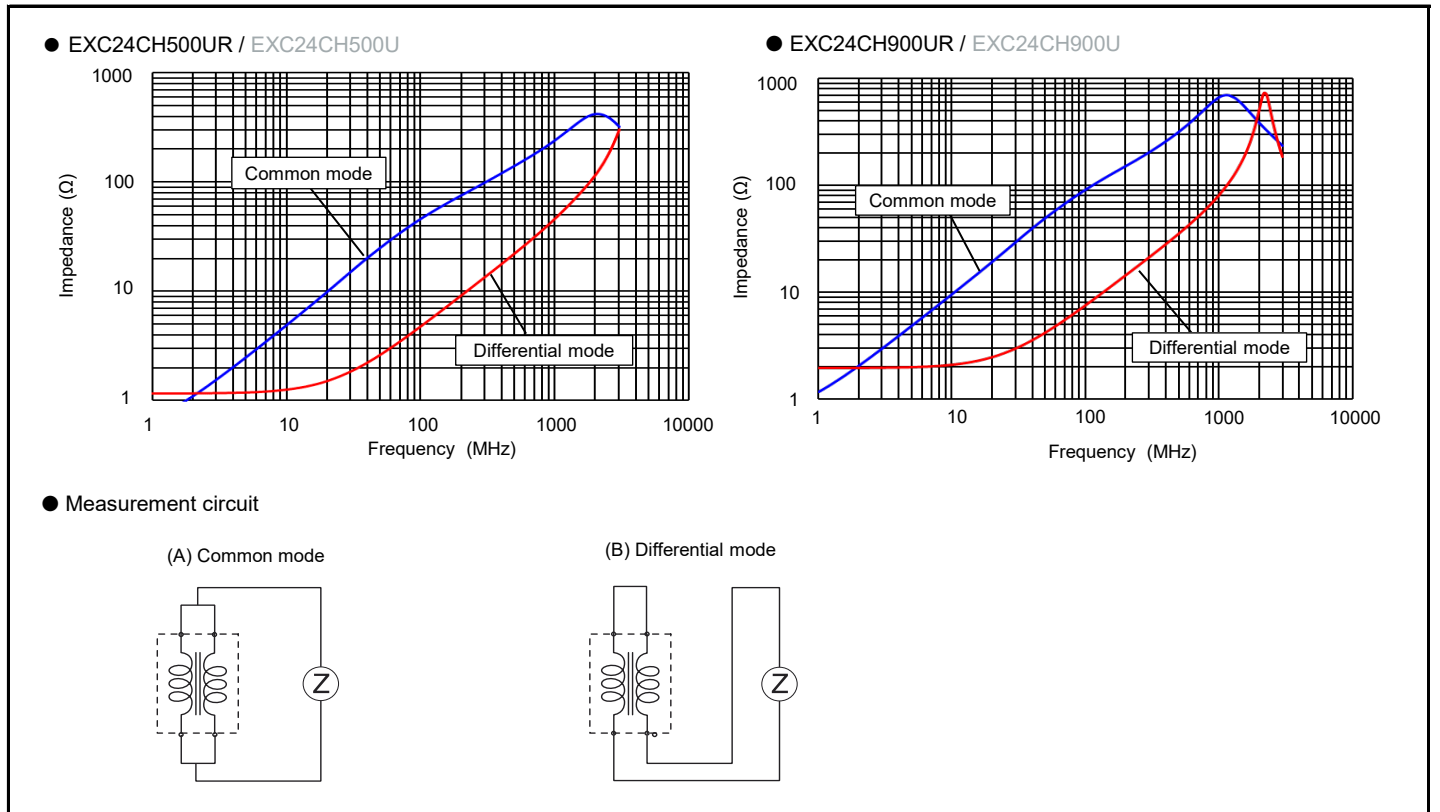 ● EXC24CH500UR / EXC24CH500U
1000
100
10
1
Impedance (Ω)
Common mode
Differential mode
1 10 100 1000 10000
Frequency (MHz)
● EXC24CH900UR / EXC24CH900U
1000
100
10
1
Impedance (Ω)
Common mode
Differential mode
1 10 100 1000 10000
Frequency (MHz)
● Measurement circuit
(A) Common mode
Z
(B) Differential mode
Z